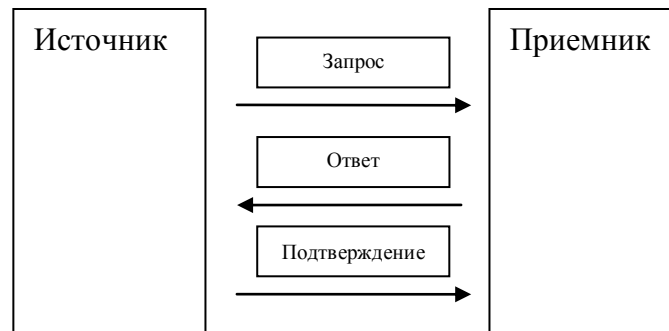 Источник
Приемник
Запрос
Ответ
Подтверждение